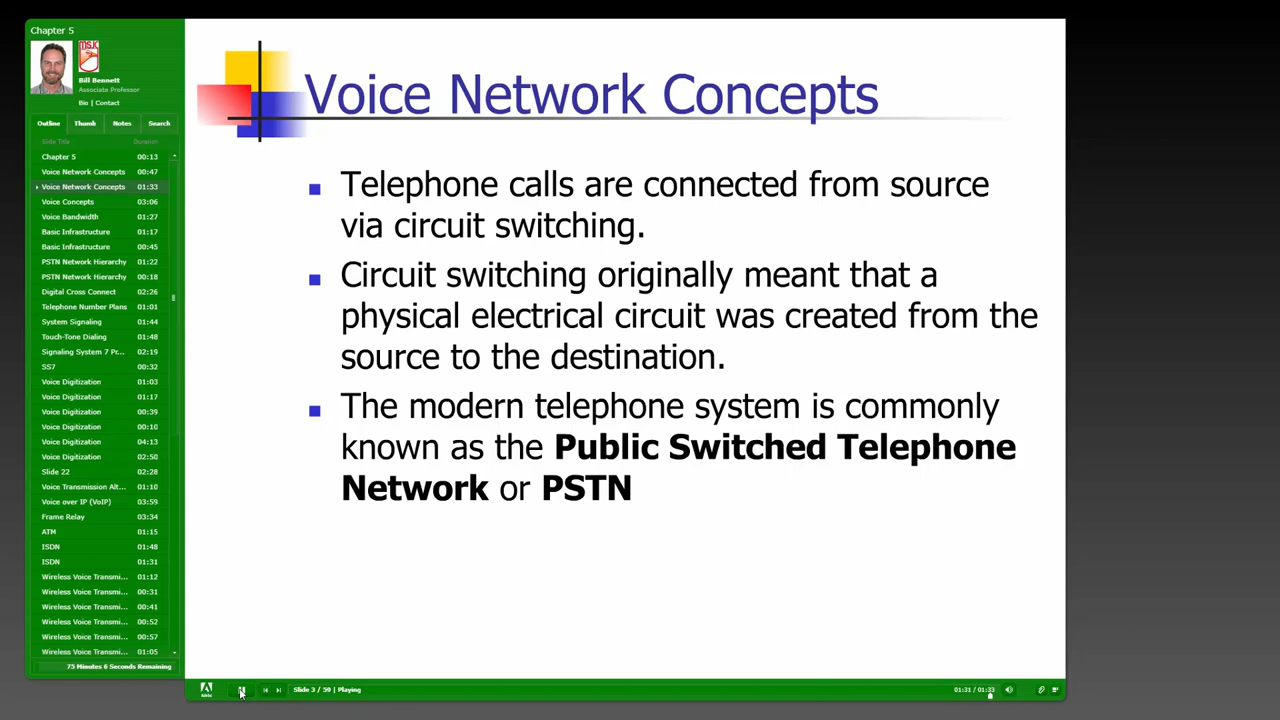 Chapter 5
DSK
Bill Bennett
Associate Professor
Bio | Contact
Outline Thumb Notes Search
Slide Title Duration
Chapter 5 00:13
Voice Network Concepts 00:47
Voice Network Concepts 01:33
Voice Concepts 03:06
Voice Bandwidth 01:27
Basic Infrastructure 01:17
Basic Infrastructure 00:45
PSTN Network Hierarchy 01:22
PSTN Network Hierarchy 00:18
Digital Cross Connect 02:26
Telephone Number Plans 01:01
System Signaling 01:44
Touch-Tone Dialing 01:48
Signaling System 7 Pr... 02:19
SS7 00:32
Voice Digitization 01:03
Voice Digitization 01:17
Voice Digitization 00:39
Voice Digitization 00:10
Voice Digitization 04:13
Voice Digitization 02:50
Slide 22 02:28
Voice Transmission Alt... 01:10
Voice over IP (VoIP) 03:59
Frame Relay 03:34
ATM 01:15
ISDN 01:48
ISDN 01:31
Wireless Voice Transmi... 01:12
Wireless Voice Transmi... 00:31
Wireless Voice Transmi... 00:41
Wireless Voice Transmi... 00:52
Wireless Voice Transmi... 00:57
Wireless Voice Transmi... 01:05
75 Minutes 6 Seconds Remaining
Voice Network Concepts
Telephone calls are connected from source
via circuit switching.
Circuit switching originally meant that a
physical electrical circuit was created from the
source to the destination.
The modern telephone system is commonly
known as the Public Switched Telephone
Network or PSTN
Adobe
Slide 3 / 59 | Playing
01:31 / 01:33